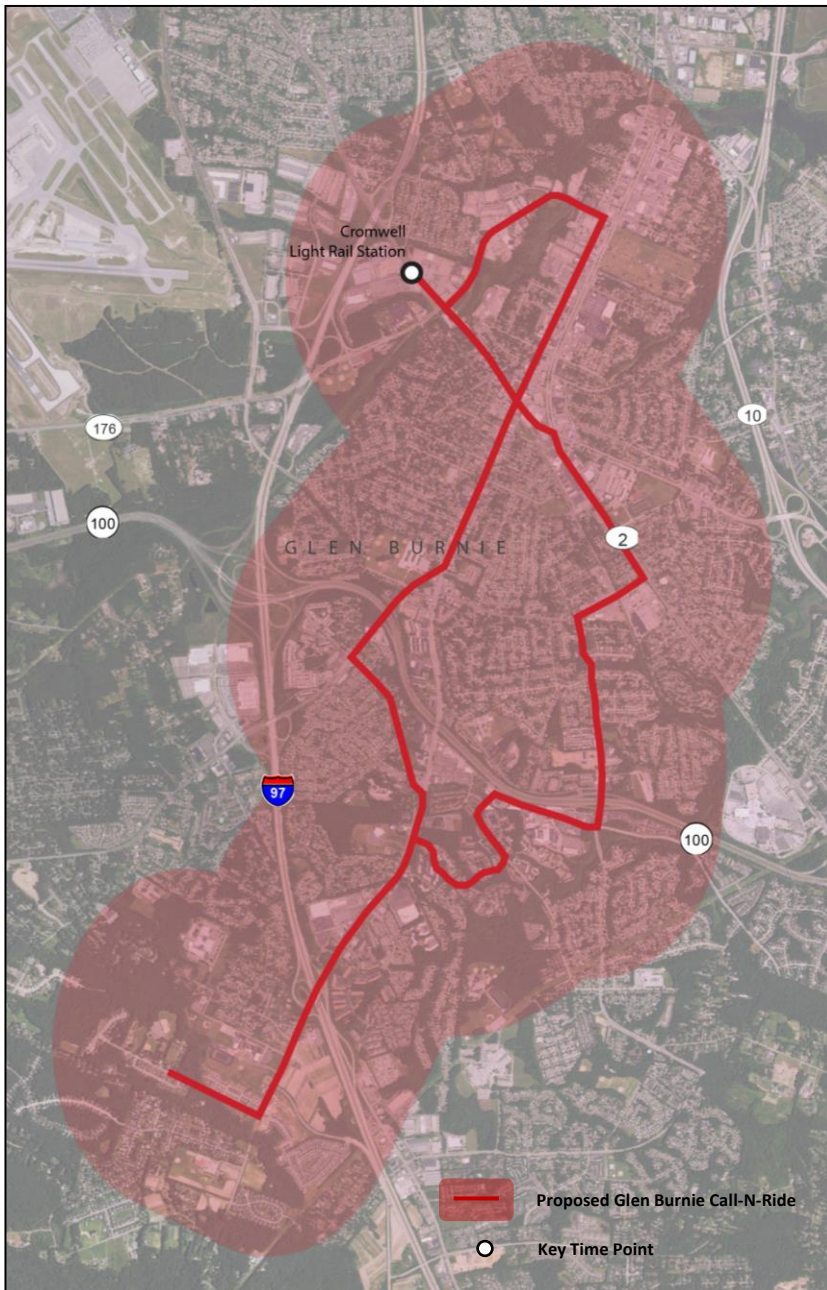 Cromwell
Light Rail Station
176
10
100
2
GLEN BURNIE
97
100
Proposed Glen Burnie Call-N-Ride
Key Time Point